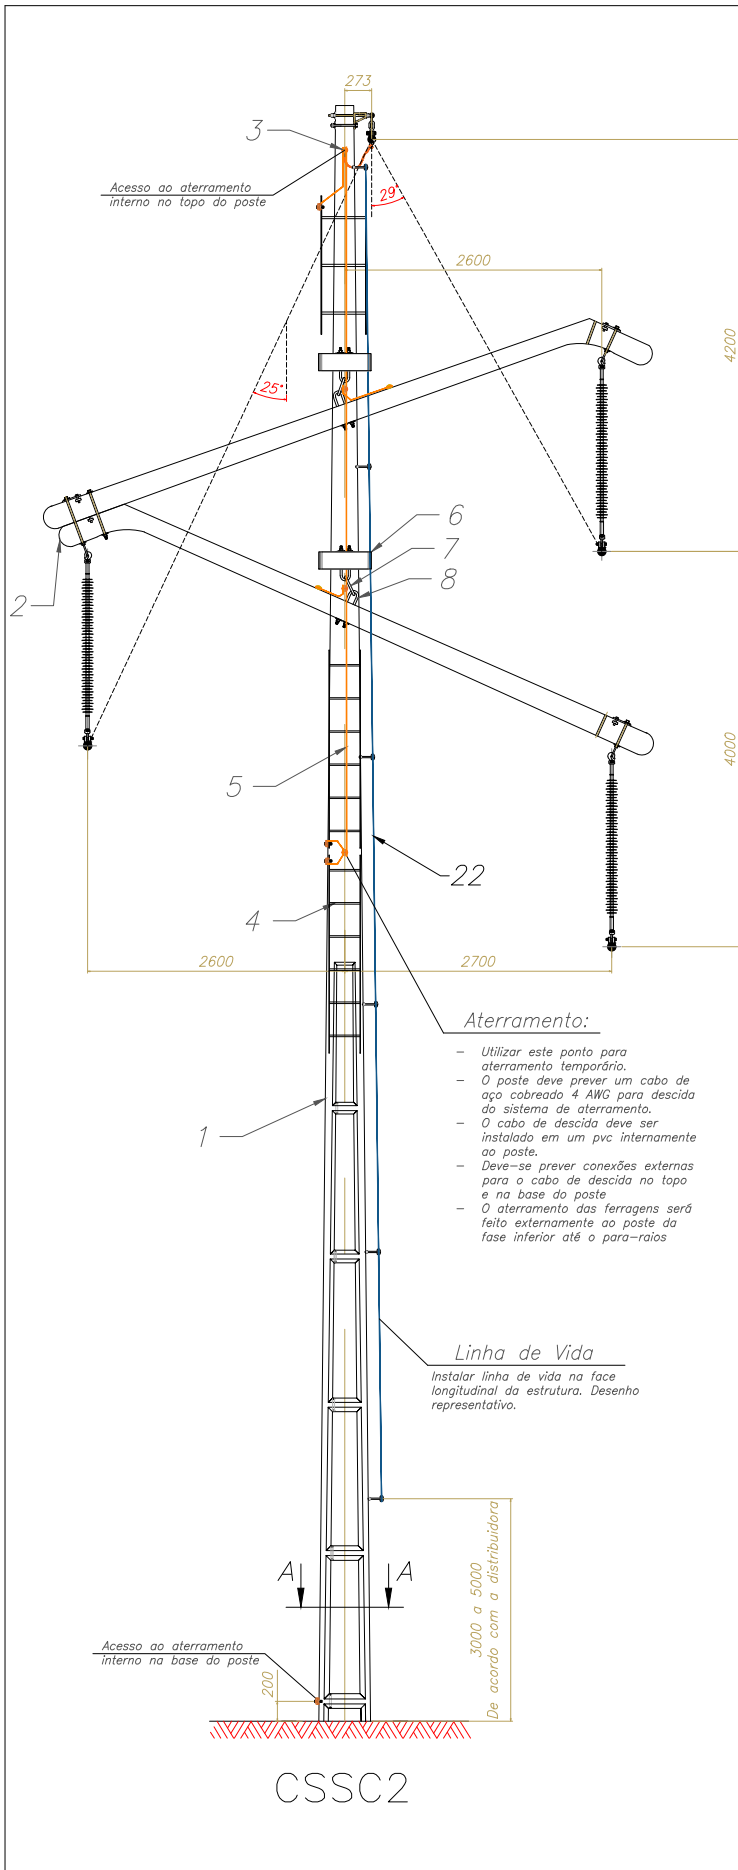 273
3
Acesso ao aterramento
interno no topo do poste
29°
2600
4200
25°
6
7
8
2
5
4000
22
4
2600
2700
Aterramento:
- Utilizar este ponto para
aterramento temporário.
- O poste deve prever um cabo de
aço cobreado 4 AWG para descida
do sistema de aterramento.
- O cabo de descida deve ser
instalado em um pvc internamente
ao poste.
- Deve-se prever conexões externas
para o cabo de descida no topo
e na base do poste
- O aterramento das ferragens será
feito externamente ao poste da
fase inferior até o para-raios
1
Linha de Vida
Instalar linha de vida na face
longitudinal da estrutura. Desenho
representativo.
A
A
3000 a 5000
De acordo com a distribuidora
Acesso ao aterramento
interno na base do poste
200
CSSC2